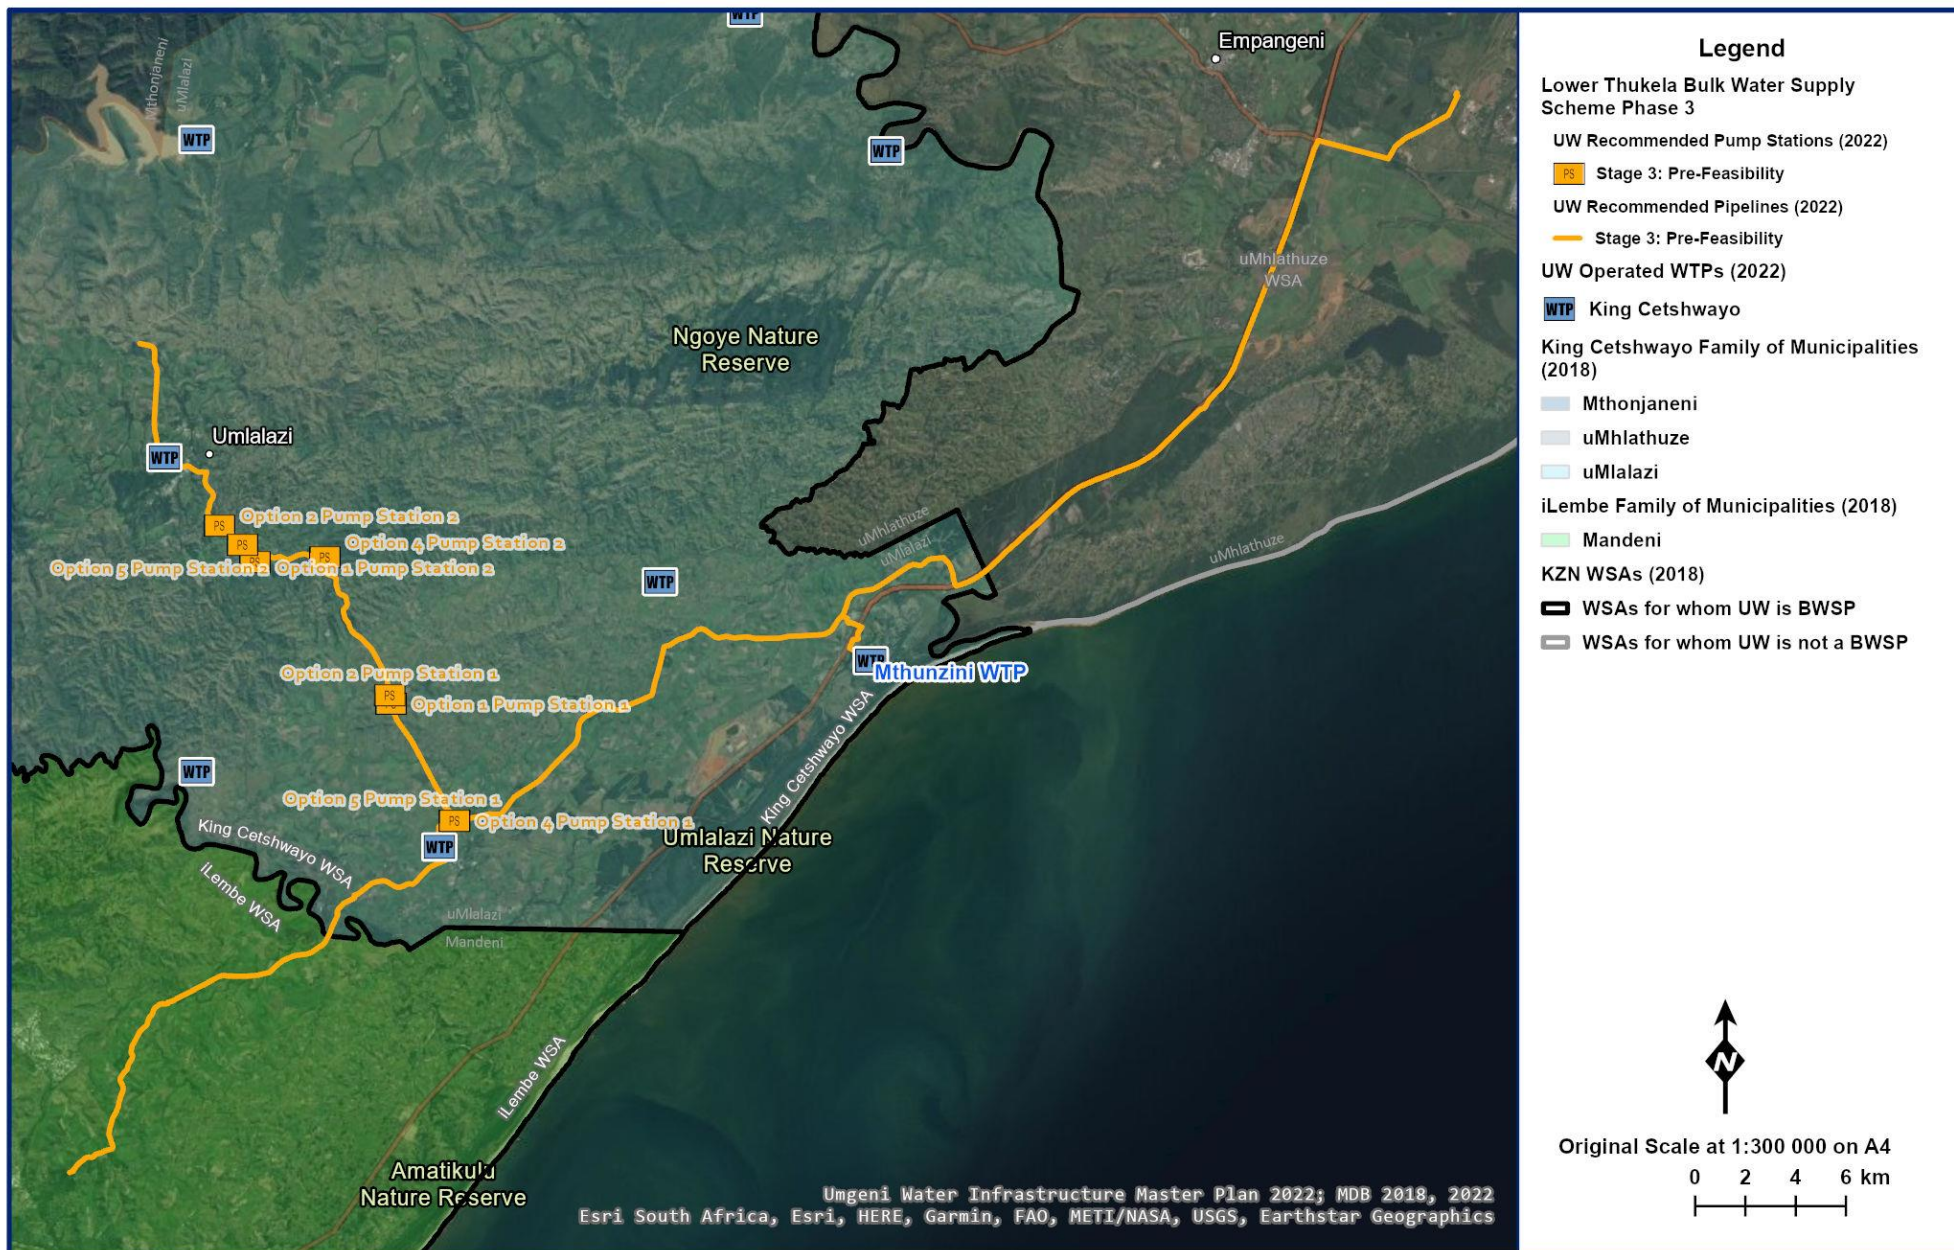 WTP
Empangeni
Mthonjaneni
uMlalazi
WTP
WTP
uMhlathuze
WSA
Ngoye Nature
Reserve
Umlalazi
WTP
PS
Option 2 Pump Station 2
PS
PS
Option 4 Pump Station 2
Option 5 Pump Station 2
PS
Option 1 Pump Station 2
uMhlathuze
uMlalazi
uMhlathuze
WTP
WTP
Mthunzini WTP
Option 2 Pump Station 1
PS
Option 1 Pump Station 1
King Cetshwayo WSA
WTP
Option 5 Pump Station 1
PS
Option 4 Pump Station 1
WTP
Umlalazi Nature
Reserve
King Cetshwayo WSA
iLembe WSA
uMlalazi
Mandeni
iLembe WSA
Amatikulu
Nature Reserve
Umgeni Water Infrastructure Master Plan 2022; MDB 2018, 2022
Esri South Africa, Esri, HERE, Garmin, FAO, METI/NASA, USGS, Earthstar Geographics
Legend
Lower Thukela Bulk Water Supply
Scheme Phase 3
UW Recommended Pump Stations (2022)
PS Stage 3: Pre-Feasibility
UW Recommended Pipelines (2022)
Stage 3: Pre-Feasibility
UW Operated WTPs (2022)
WTP King Cetshwayo
King Cetshwayo Family of Municipalities
(2018)
Mthonjaneni
uMhlathuze
uMlalazi
iLembe Family of Municipalities (2018)
Mandeni
KZN WSAs (2018)
WSAs for whom UW is BWSP
WSAs for whom UW is not a BWSP
N
Original Scale at 1:300 000 on A4
0 2 4 6 km